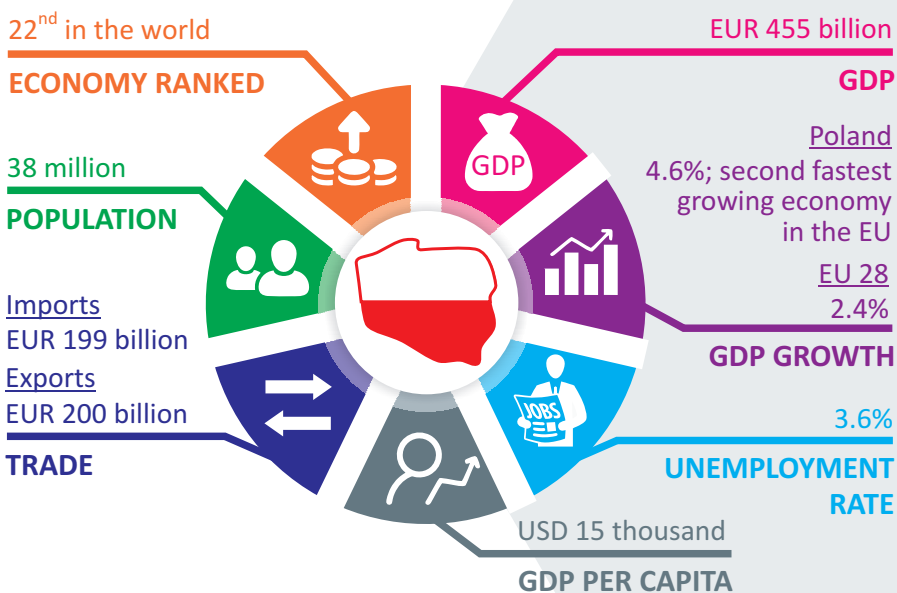 22nd in the world
ECONOMY RANKED
38 million
POPULATION
Imports
EUR 199 billion
Exports
EUR 200 billion
TRADE
EUR 455 billion
GDP
GDP
Poland
4.6%; second fastest
growing economy
in the EU
EU 28
2.4%
GDP GROWTH
JOBS
3.6%
UNEMPLOYMENT
RATE
USD 15 thousand
GDP PER CAPITA